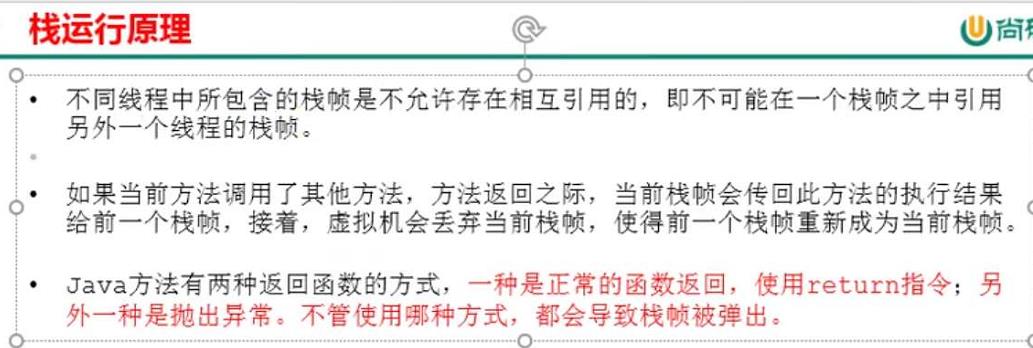 栈运行原理
尚硅
• 不同线程中所包含的栈帧是不允许存在相互引用的，即不可能在一个栈帧之中引用
另外一个线程的栈帧。
• 如果当前方法调用了其他方法，方法返回之际，当前栈帧会传回此方法的执行结果
给前一个栈帧，接着，虚拟机会丢弃当前栈帧，使得前一个栈帧重新成为当前栈帧。
• Java方法有两种返回函数的方式，一种是正常的函数返回，使用return指令；另
外一种是抛出异常。不管使用哪种方式，都会导致栈帧被弹出。